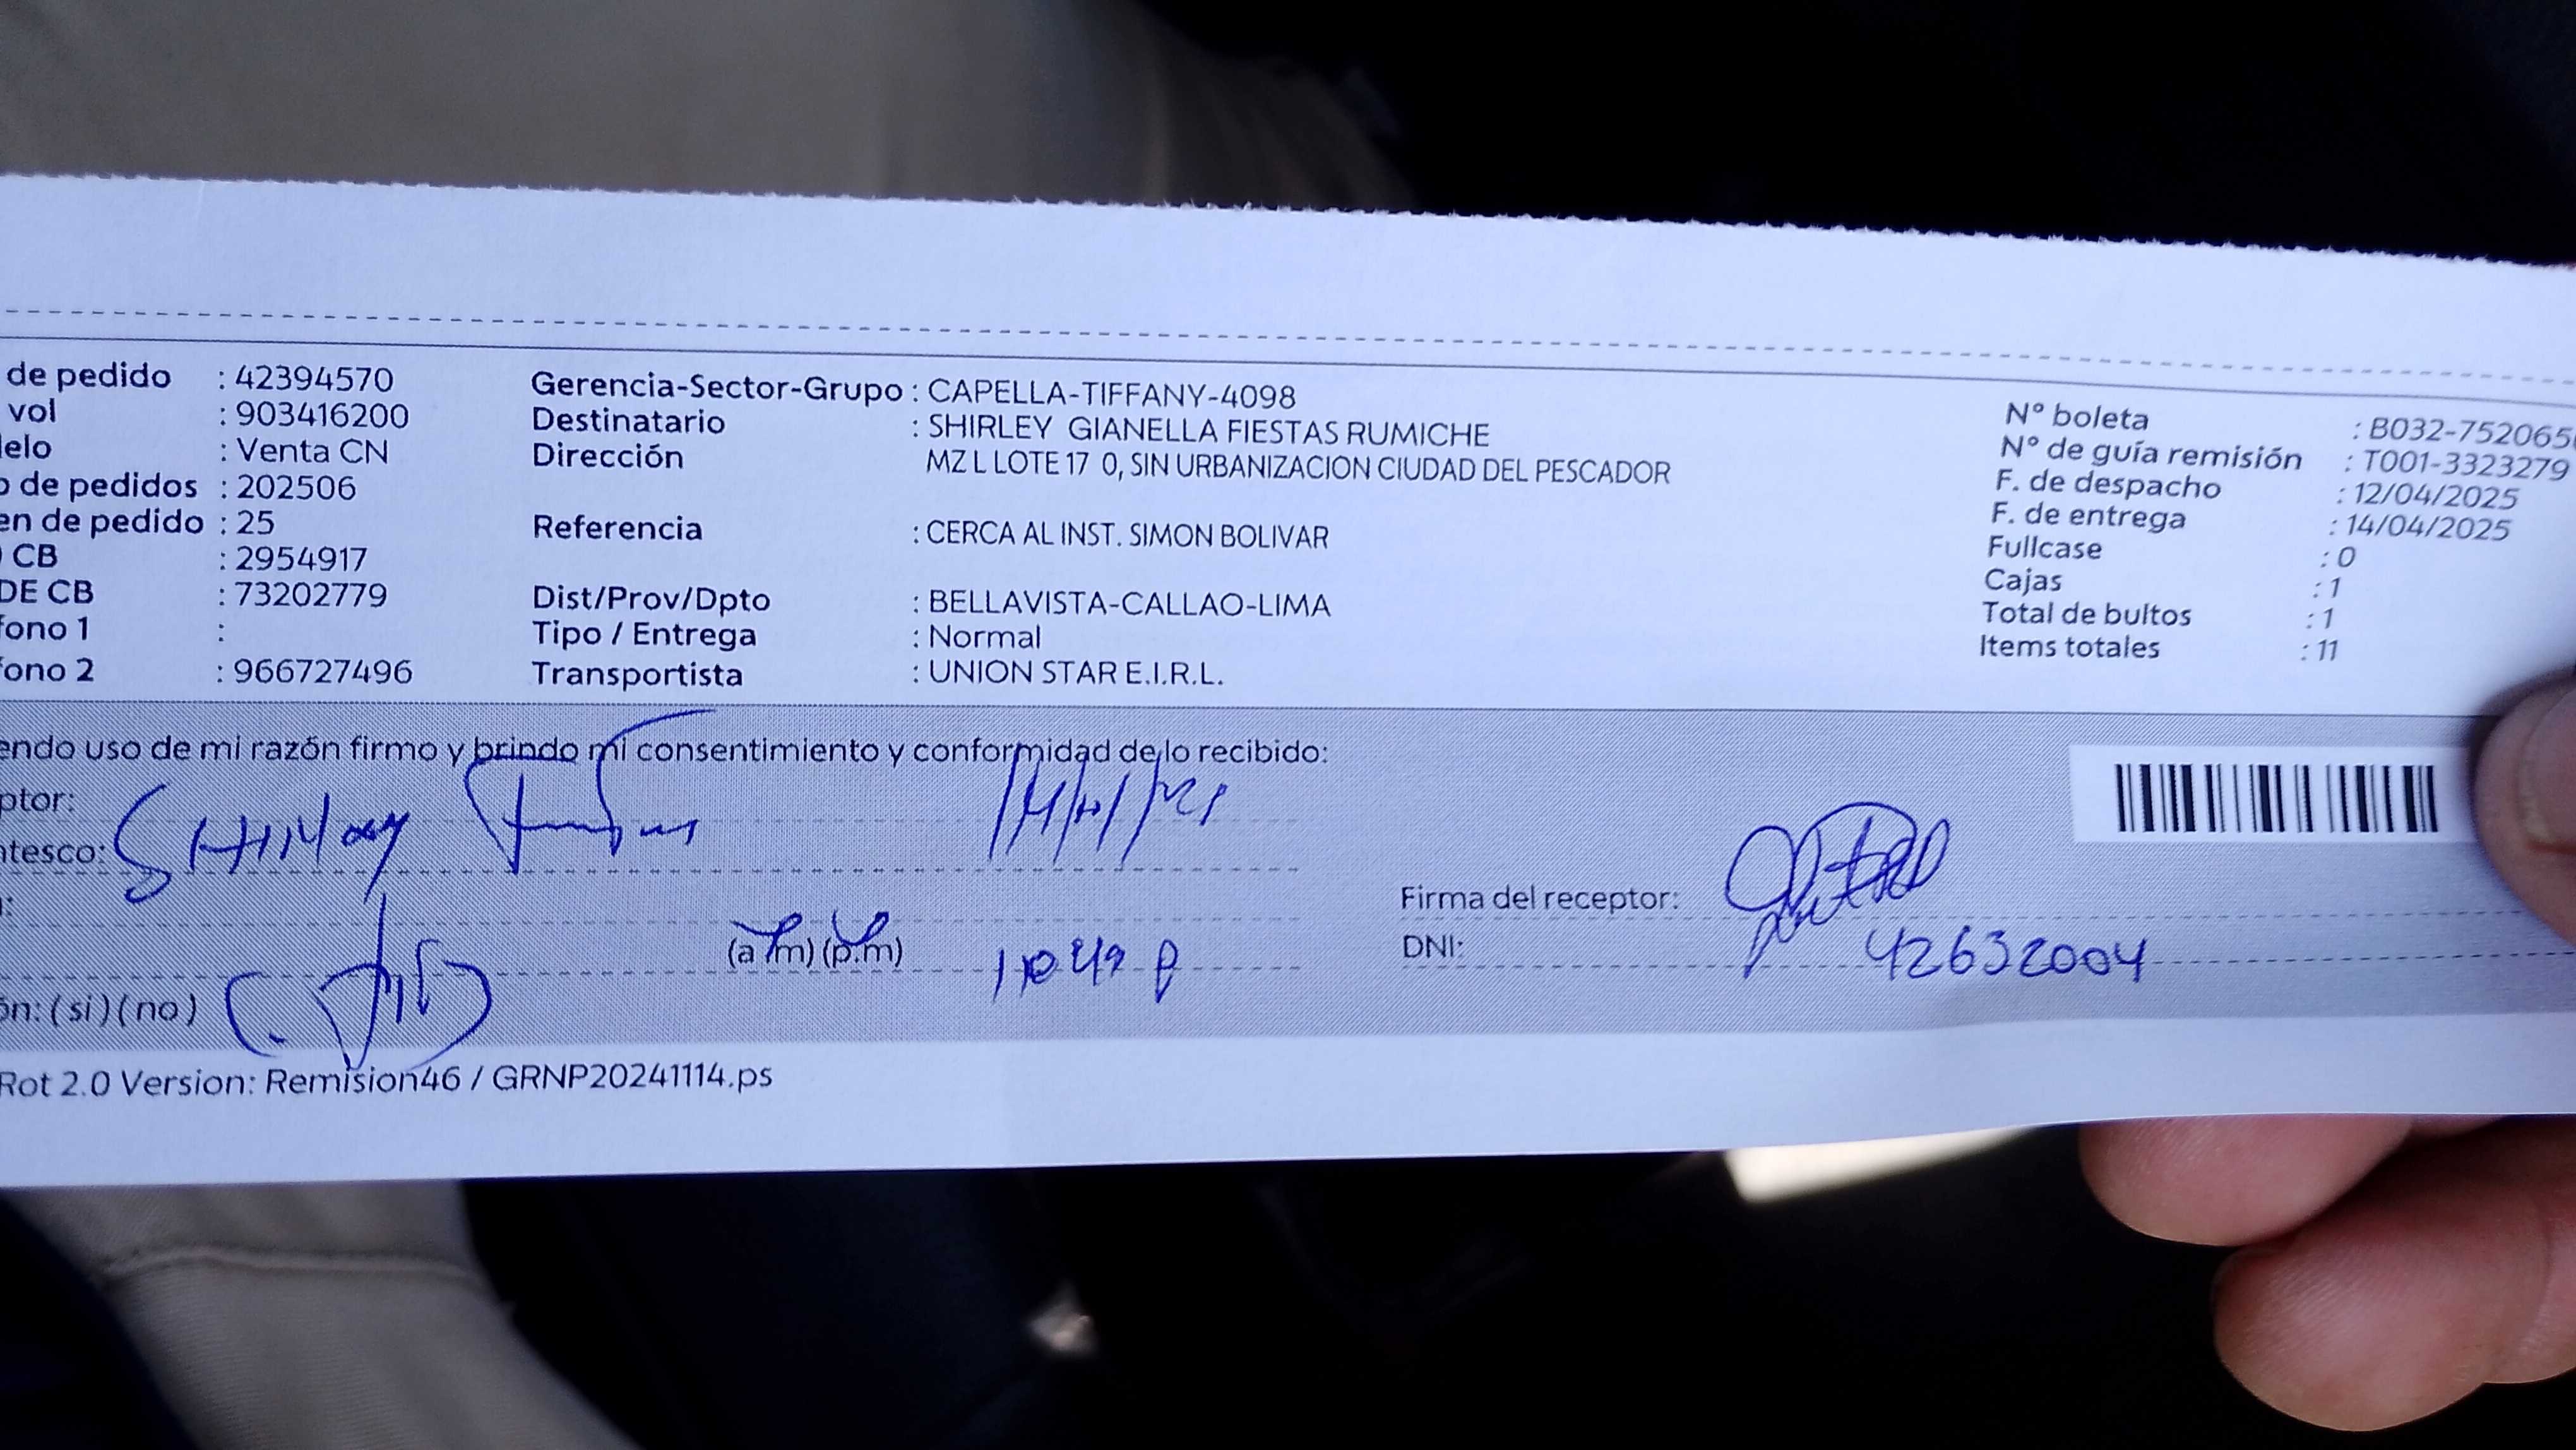 de pedido : 42394570
vol : 903416200
elo : Venta CN
o de pedidos : 202506
en de pedido : 25
CB : 2954917
DE CB : 73202779
fono 1 :
fono 2 : 966727496
Gerencia-Sector-Grupo : CAPELLA-TIFFANY-4098
Destinatario : SHIRLEY GIANELLA FIESTAS RUMICHE
Dirección MZ L LOTE 17 0, SIN URBANIZACION CIUDAD DEL PESCADOR
Referencia : CERCA AL INST. SIMON BOLIVAR
Dist/Prov/Dpto : BELLAVISTA-CALLAO-LIMA
Tipo / Entrega : Normal
Transportista : UNION STAR E.I.R.L.
N° boleta : B032-752065
N° de guía remisión : T001-3323279
F. de despacho : 12/04/2025
F. de entrega : 14/04/2025
Fullcase : 0
Cajas : 1
Total de bultos : 1
Items totales : 11
endo uso de mi razón firmo y brindo mi consentimiento y conformidad de lo recibido:
ptor:
ntesco:
(a.m) (p.m)
ón: (si) (no)
Firma del receptor:
DNI: 42632004
Rot 2.0 Version: Remision46 / GRNP20241114.ps